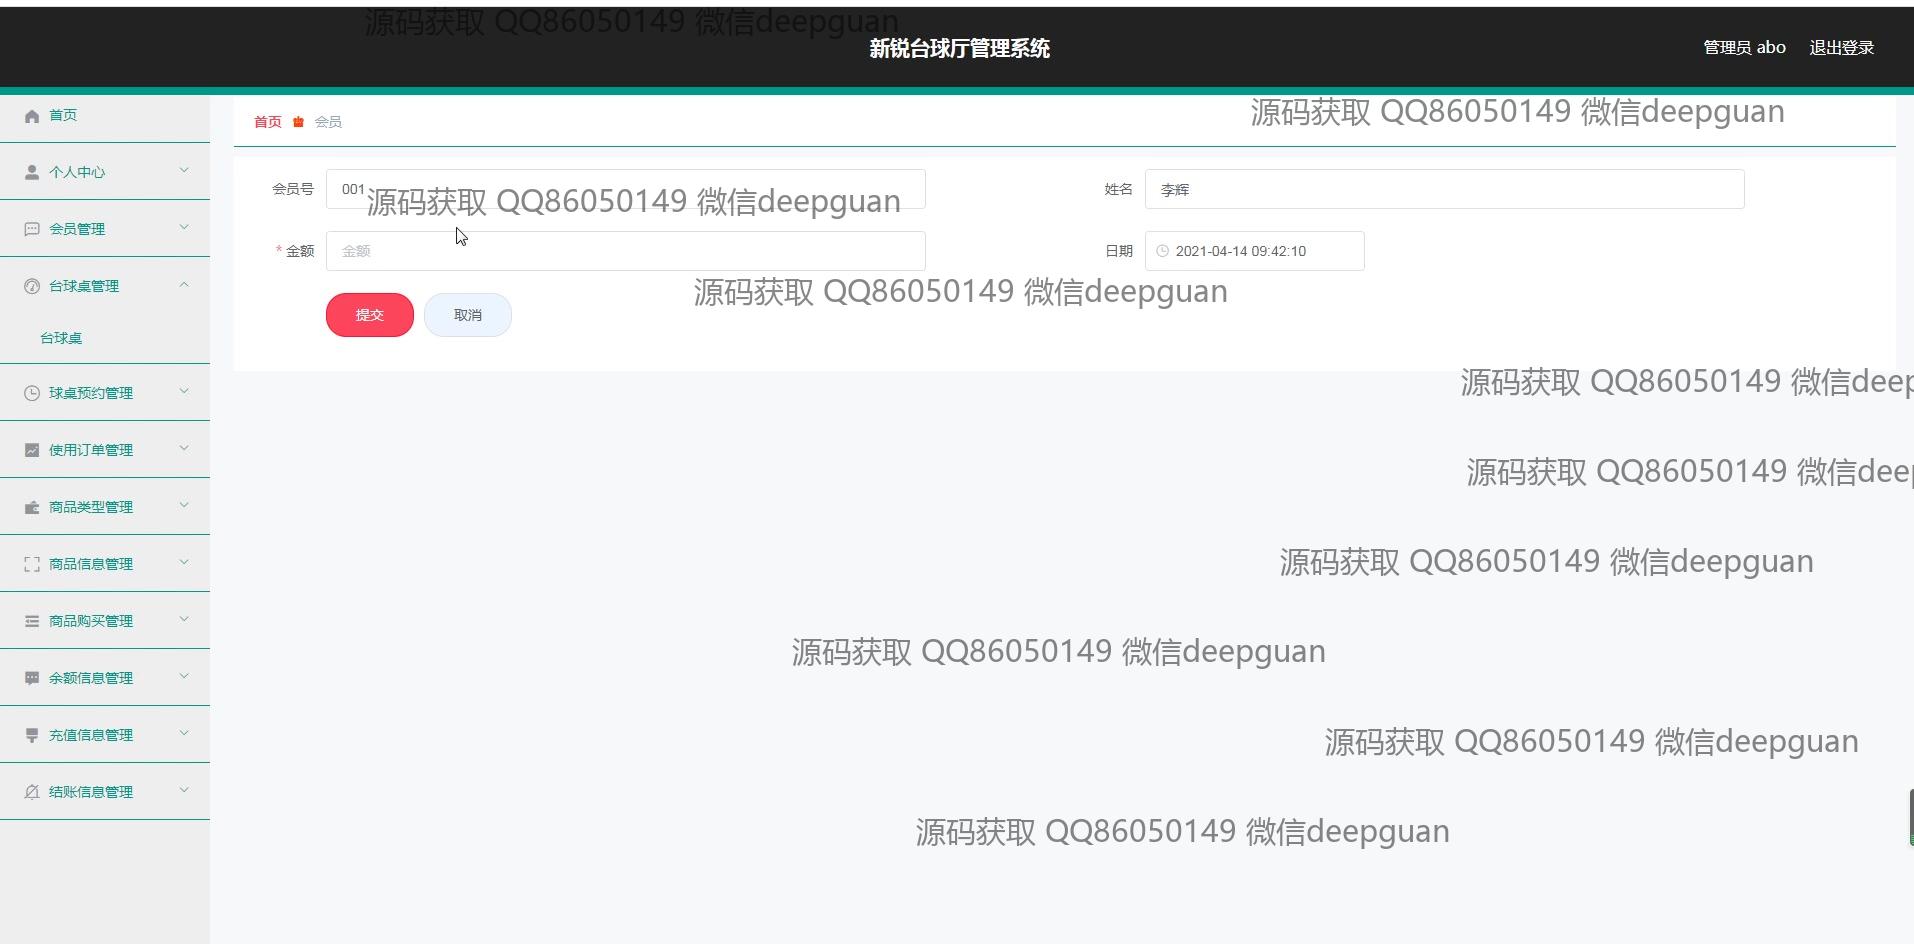 源码获取 QQ86050149 微信deepguan
新锐台球厅管理系统
管理员 abo 退出登录
首页
个人中心
会员管理
台球桌管理
台球桌
球桌预约管理
使用订单管理
商品类型管理
商品信息管理
商品购买管理
余额信息管理
充值信息管理
结账信息管理
首页 会员
源码获取 QQ86050149 微信deepguan
会员号 001
姓名 李辉
源码获取 QQ86050149 微信deepguan
* 金额 金额
日期 2021-04-14 09:42:10
源码获取 QQ86050149 微信deepguan
提交 取消
源码获取 QQ86050149 微信deep
源码获取 QQ86050149 微信deep
源码获取 QQ86050149 微信deepguan
源码获取 QQ86050149 微信deepguan
源码获取 QQ86050149 微信deepguan
源码获取 QQ86050149 微信deepguan